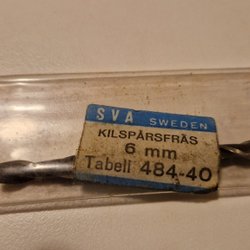 SVA SWEDEN
KILSPÅRSFRÄS
6 mm
Tabell 484-40